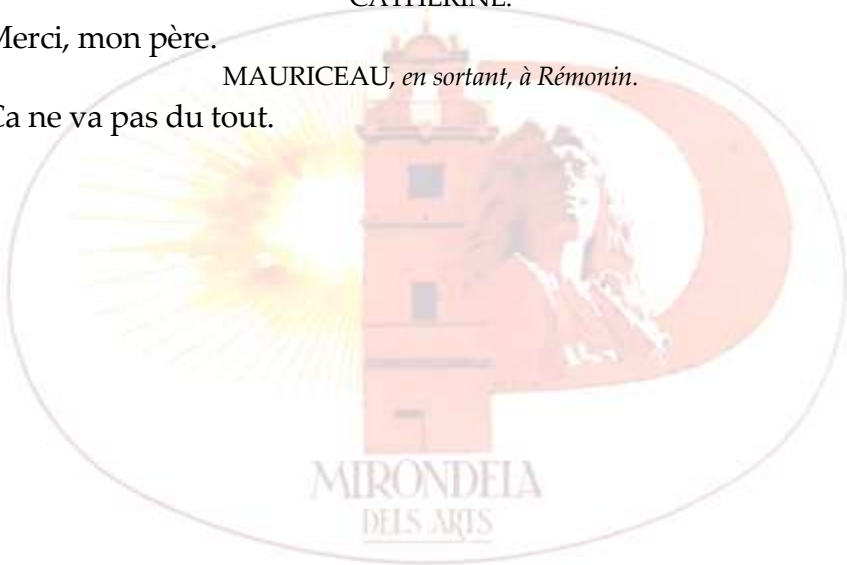 CATHERINE.
Merci, mon père.
MAURICEAU, en sortant, à Rémonin.
Ça ne va pas du tout.
MIRONDELA
DELS ARTS